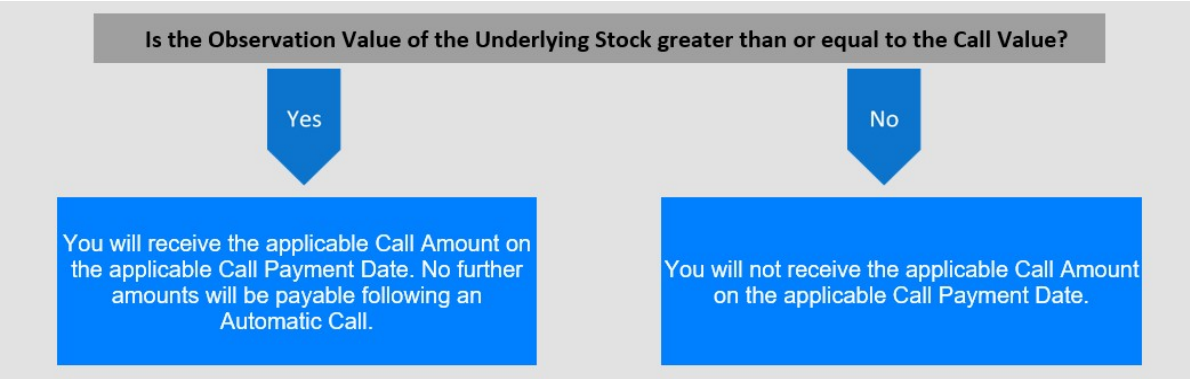 Is the Observation Value of the Underlying Stock greater than or equal to the Call Value?
Yes
No
You will receive the applicable Call Amount on
the applicable Call Payment Date. No further
amounts will be payable following an
Automatic Call.
You will not receive the applicable Call Amount
on the applicable Call Payment Date.